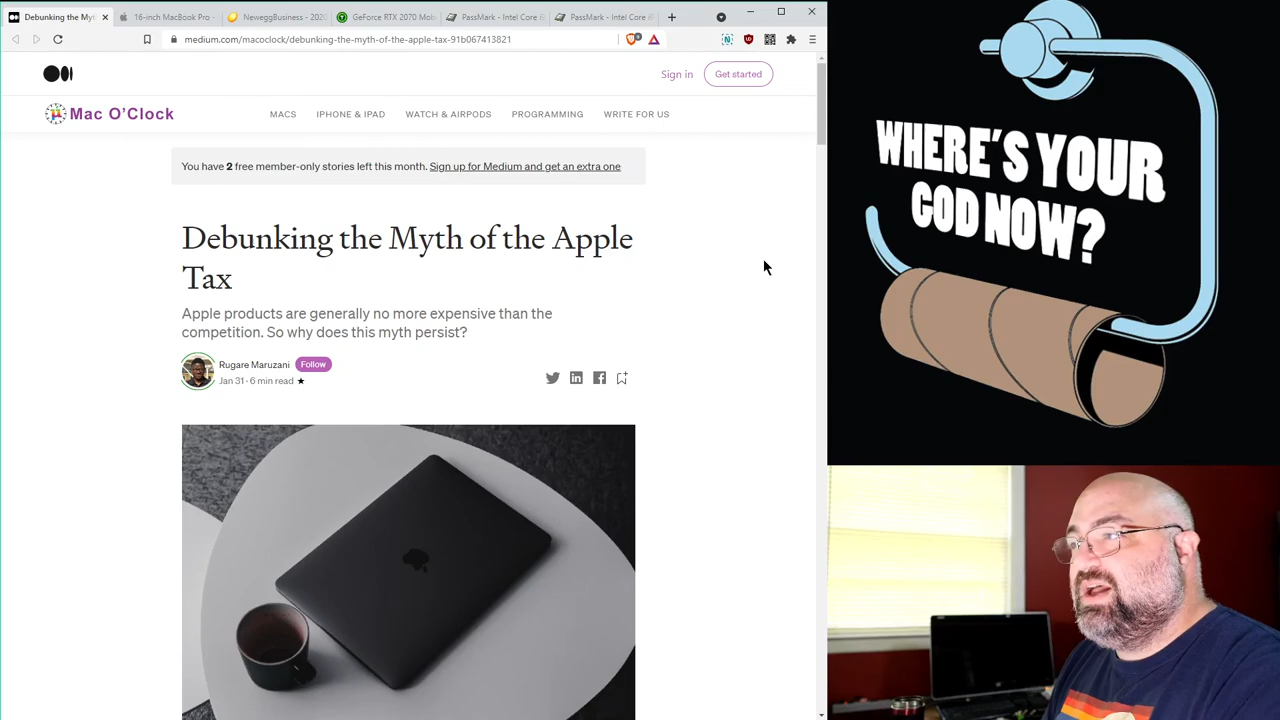 Debunking the My
16-inch MacBook Pro -
NeweggBusiness - 202
GeForce RTX 2070 Mobi
PassMark - Intel Core i
PassMark - Intel Core i
medium.com/macoclock/debunking-the-myth-of-the-apple-tax-91b067413821
Sign in
Get started
Mac O'Clock
MACS
IPHONE & IPAD
WATCH & AIRPODS
PROGRAMMING
WRITE FOR US
You have 2 free member-only stories left this month. Sign up for Medium and get an extra one
Debunking the Myth of the Apple
Tax
Apple products are generally no more expensive than the
competition. So why does this myth persist?
Rugare Maruzani
Follow
Jan 31 · 6 min read ★
WHERE'S YOUR
GOD NOW?